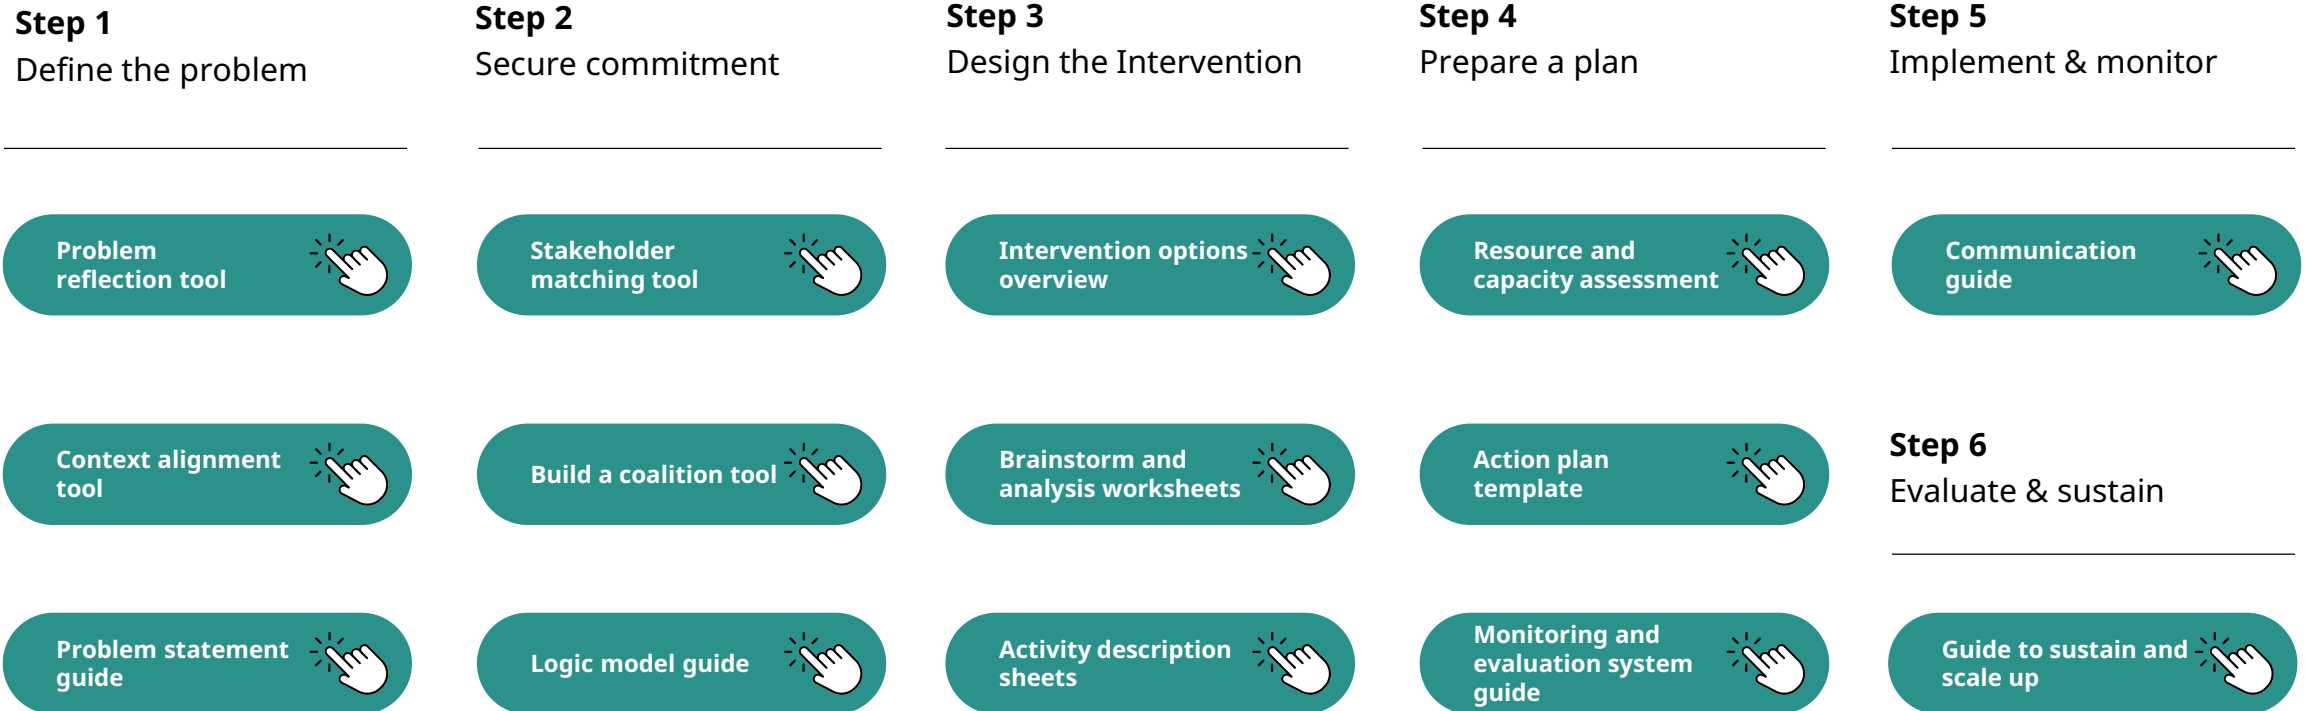 Step 1
Define the problem
Problem
reflection tool
Context alignment
tool
Problem statement
guide
Step 2
Secure commitment
Stakeholder
matching tool
Build a coalition tool
Logic model guide
Step 3
Design the Intervention
Intervention options
overview
Brainstorm and
analysis worksheets
Activity description
sheets
Step 4
Prepare a plan
Resource and
capacity assessment
Action plan
template
Monitoring and
evaluation system
guide
Step 5
Implement & monitor
Communication
guide
Step 6
Evaluate & sustain
Guide to sustain and
scale up